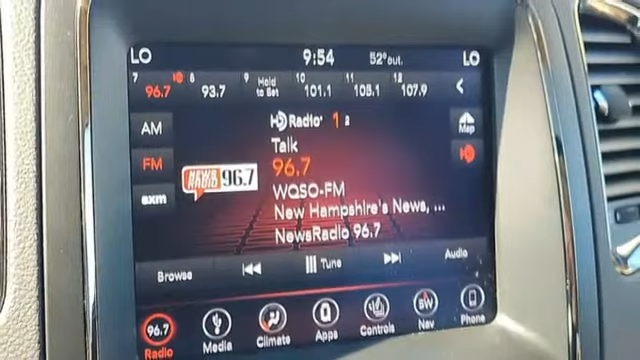 LO 9:54 52°out. LO
7 8 9 10 11 12
96.7 93.7 Hold to Set 101.1 105.1 107.9
AM
FM
sxm
HD Radio 1 2
Talk
96.7
WQSO-FM
New Hampshire's News, ...
NewsRadio 96.7
NEWS RADIO 96.7
Map
Browse Tune Audio
96.7 SW
Radio Media Climate Apps Controls Nav Phone